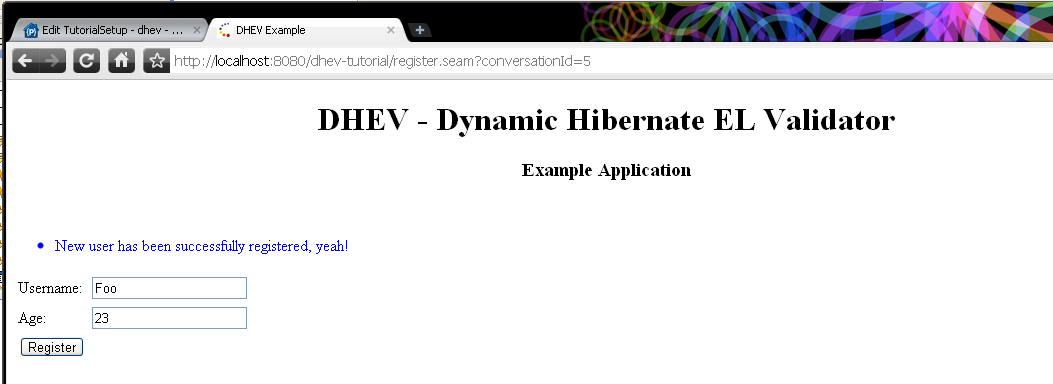 Edit TutorialSetup - dhev - ...
DHEV Example
http://localhost:8080/dhev-tutorial/register.seam?conversationId=5
DHEV - Dynamic Hibernate EL Validator
Example Application
New user has been successfully registered, yeah!
Username: Foo
Age: 23
Register